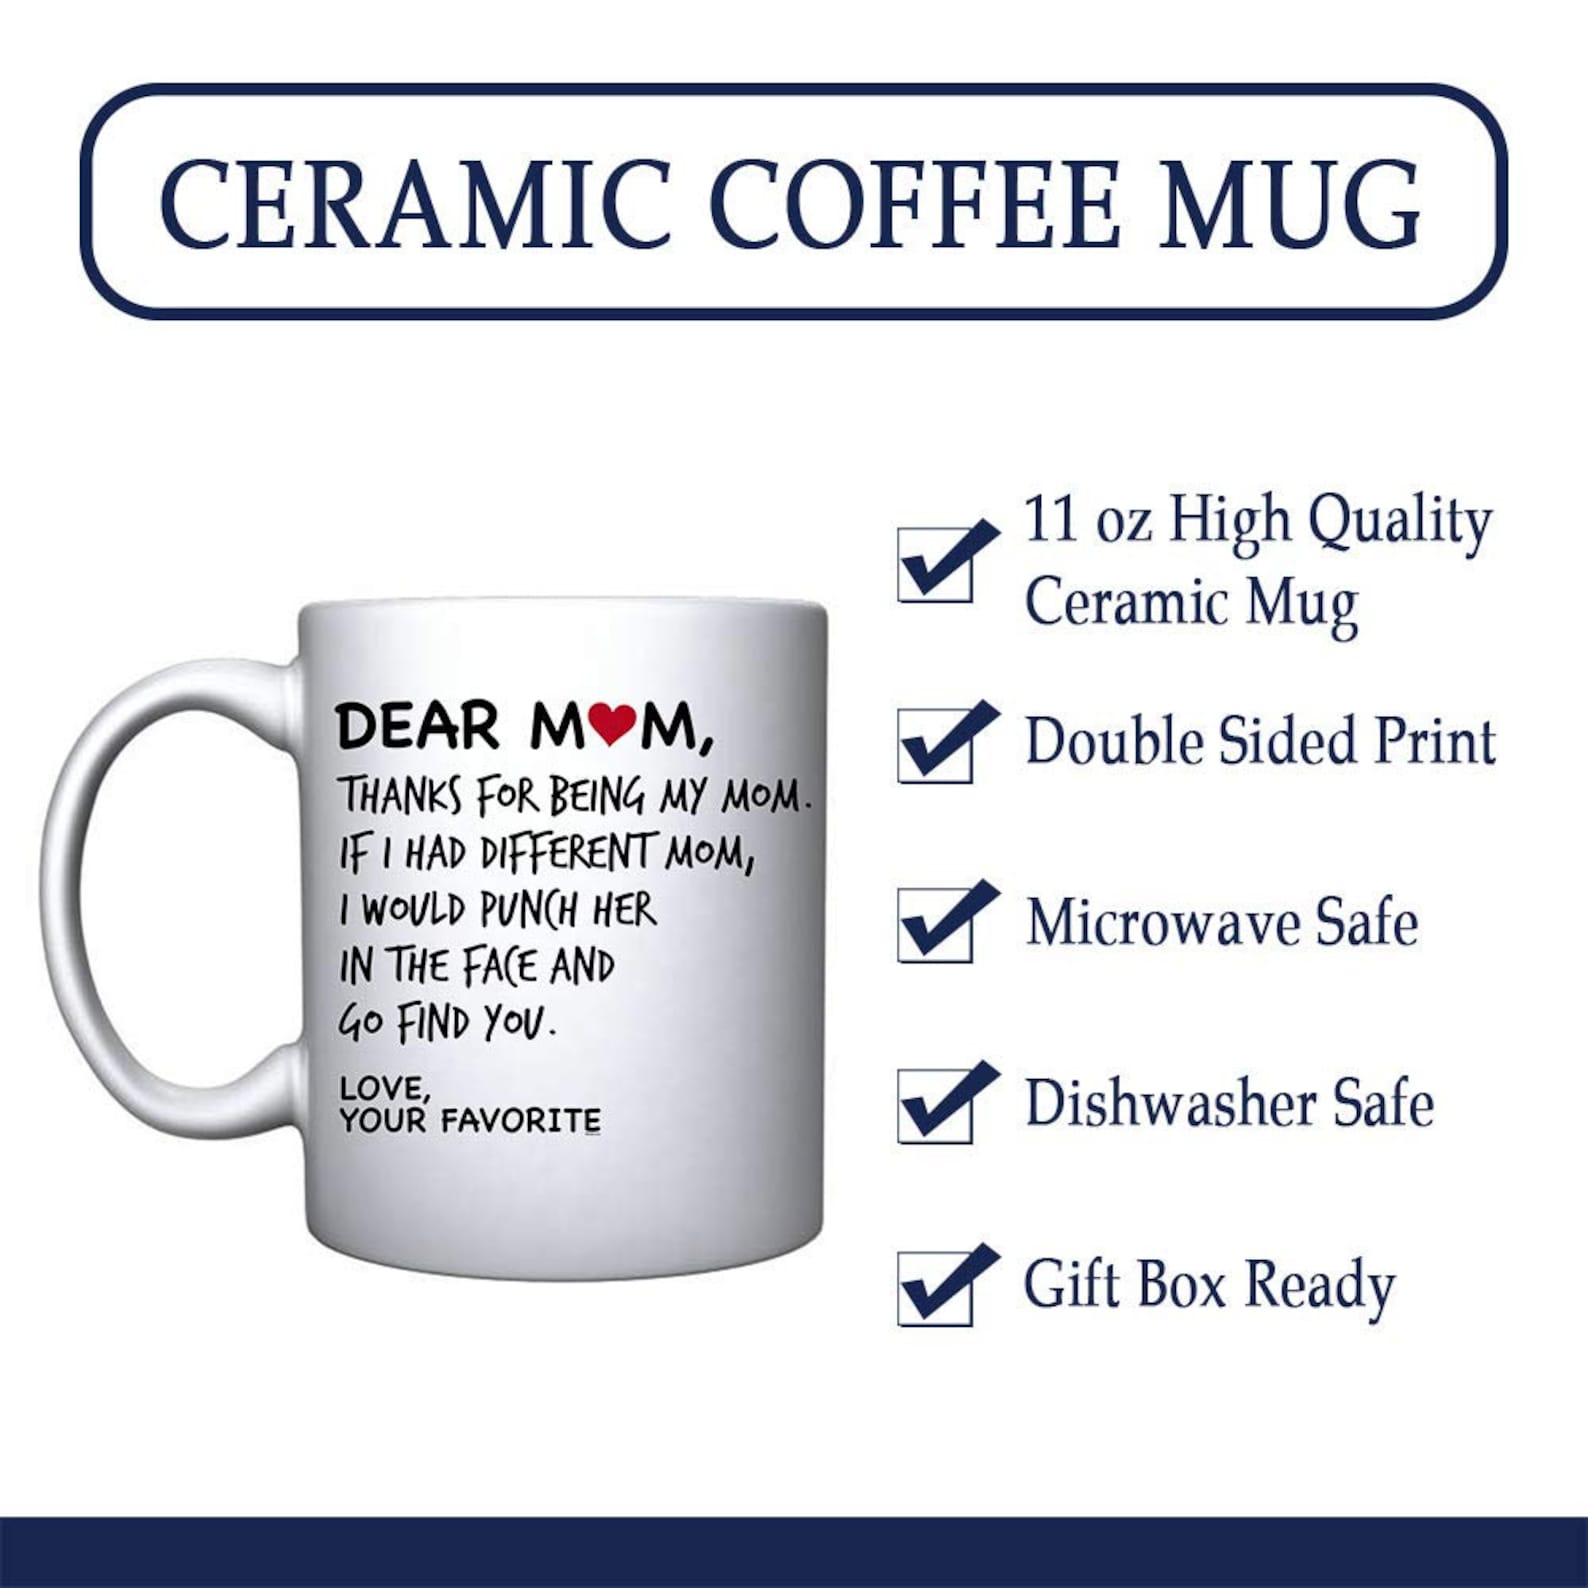 CERAMIC COFFEE MUG
DEAR M❤M,
THANKS FOR BEING MY MOM.
IF I HAD DIFFERENT MOM,
I WOULD PUNCH HER
IN THE FACE AND
GO FIND YOU.
LOVE,
YOUR FAVORITE
11 oz High Quality
Ceramic Mug
Double Sided Print
Microwave Safe
Dishwasher Safe
Gift Box Ready